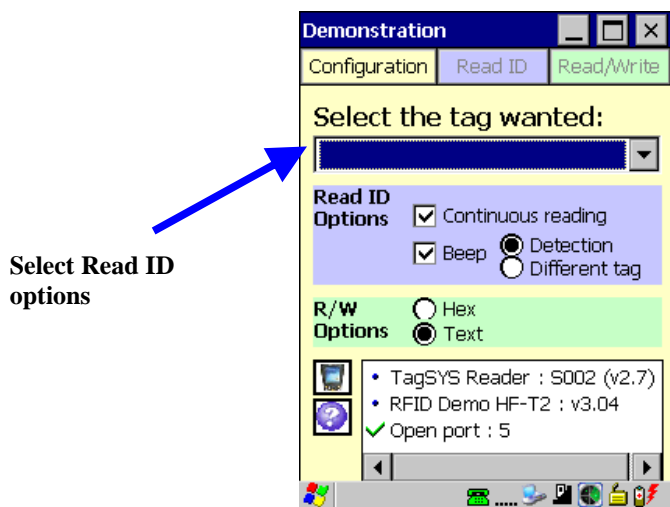 Demonstration
Configuration Read ID Read/Write
Select the tag wanted:
Read ID
Options
Continuous reading
Beep
Detection
Different tag
Select Read ID
options
R/W
Options
Hex
Text
TagSYS Reader : S002 (v2.7)
RFID Demo HF-T2 : v3.04
Open port : 5